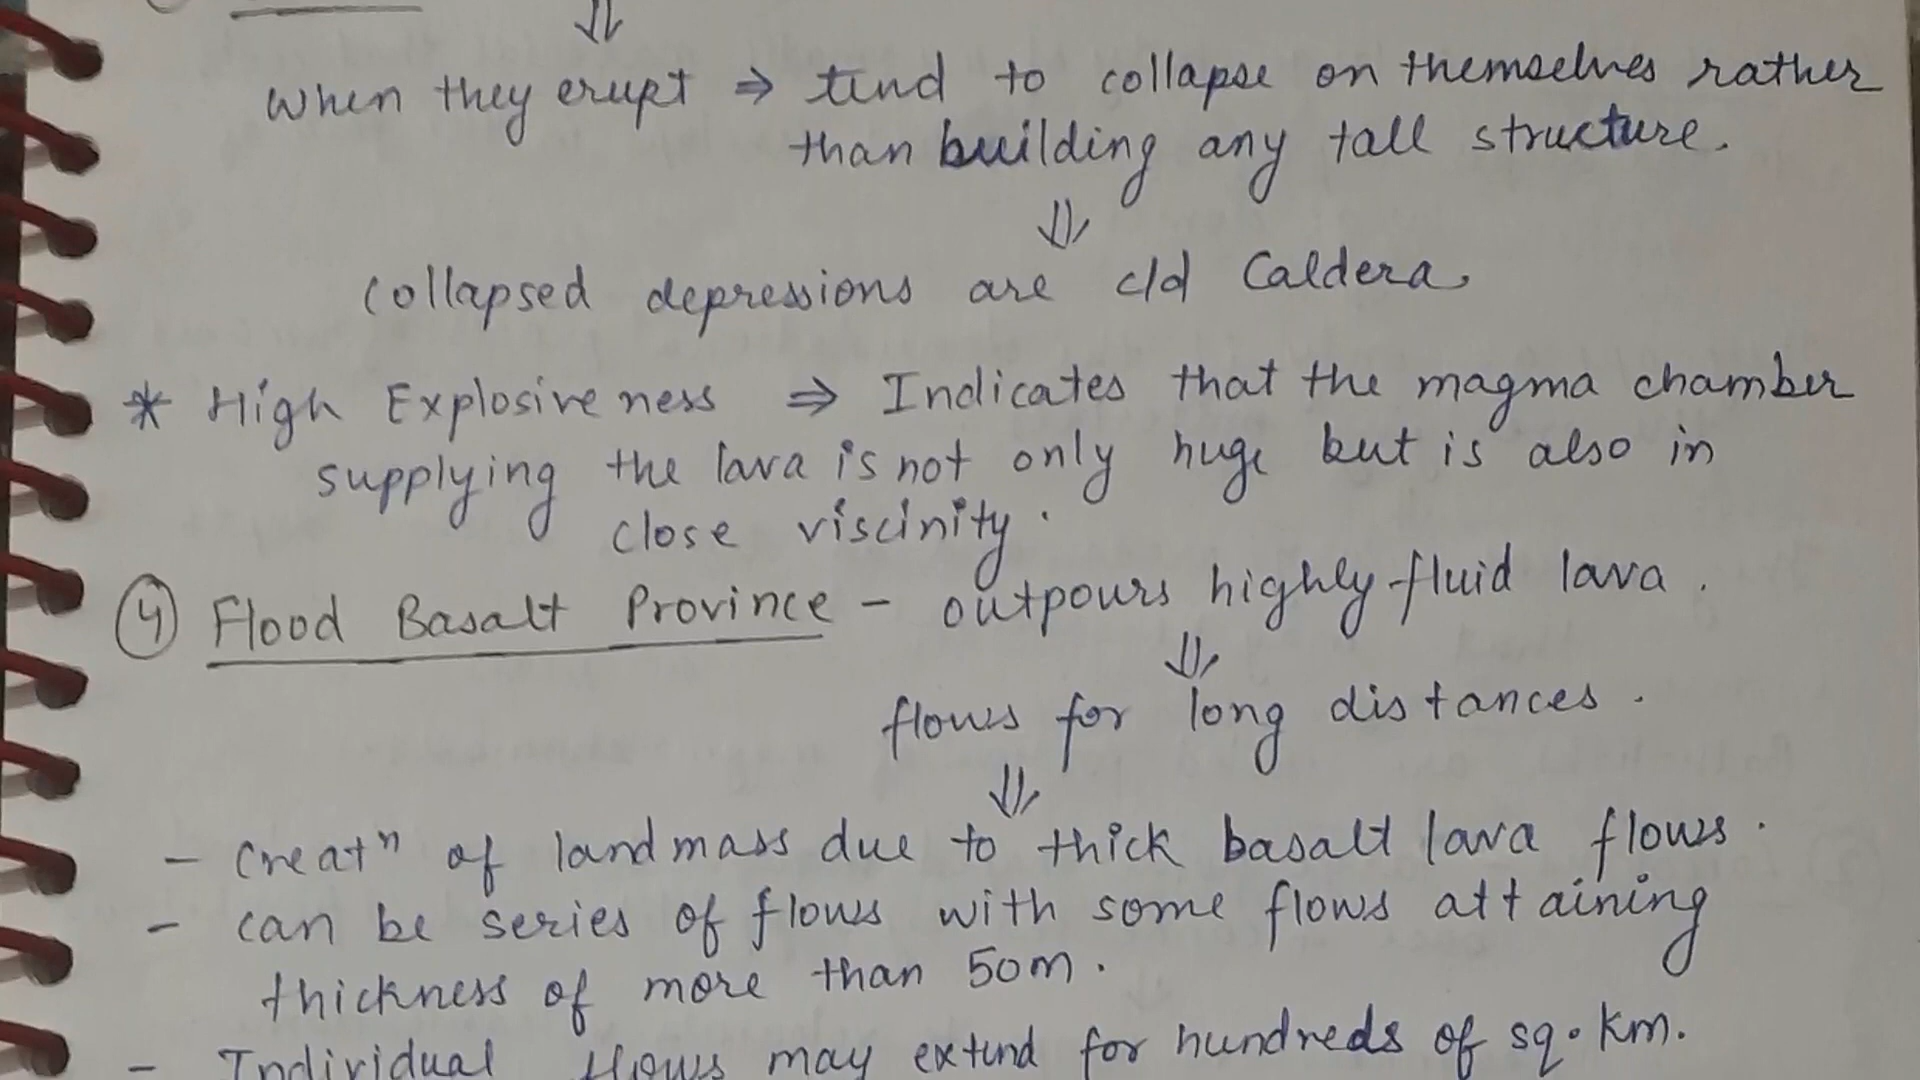 ⇓
when they erupt ⇒ tend to collapse on themselves rather
than building any tall structure.
⇓
Collapsed depressions are c/d Caldera.
* High Explosiveness ⇒ Indicates that the magma chamber
supplying the lava is not only huge but is also in
close viscinity.
④ Flood Basalt Province - outpours highly-fluid lava.
⇓
flows for long distances.
⇓
- Creatⁿ of landmass due to thick basalt lava flows.
- can be series of flows with some flows attaining
thickness of more than 50m.
- Individual flows may extend for hundreds of sq. km.